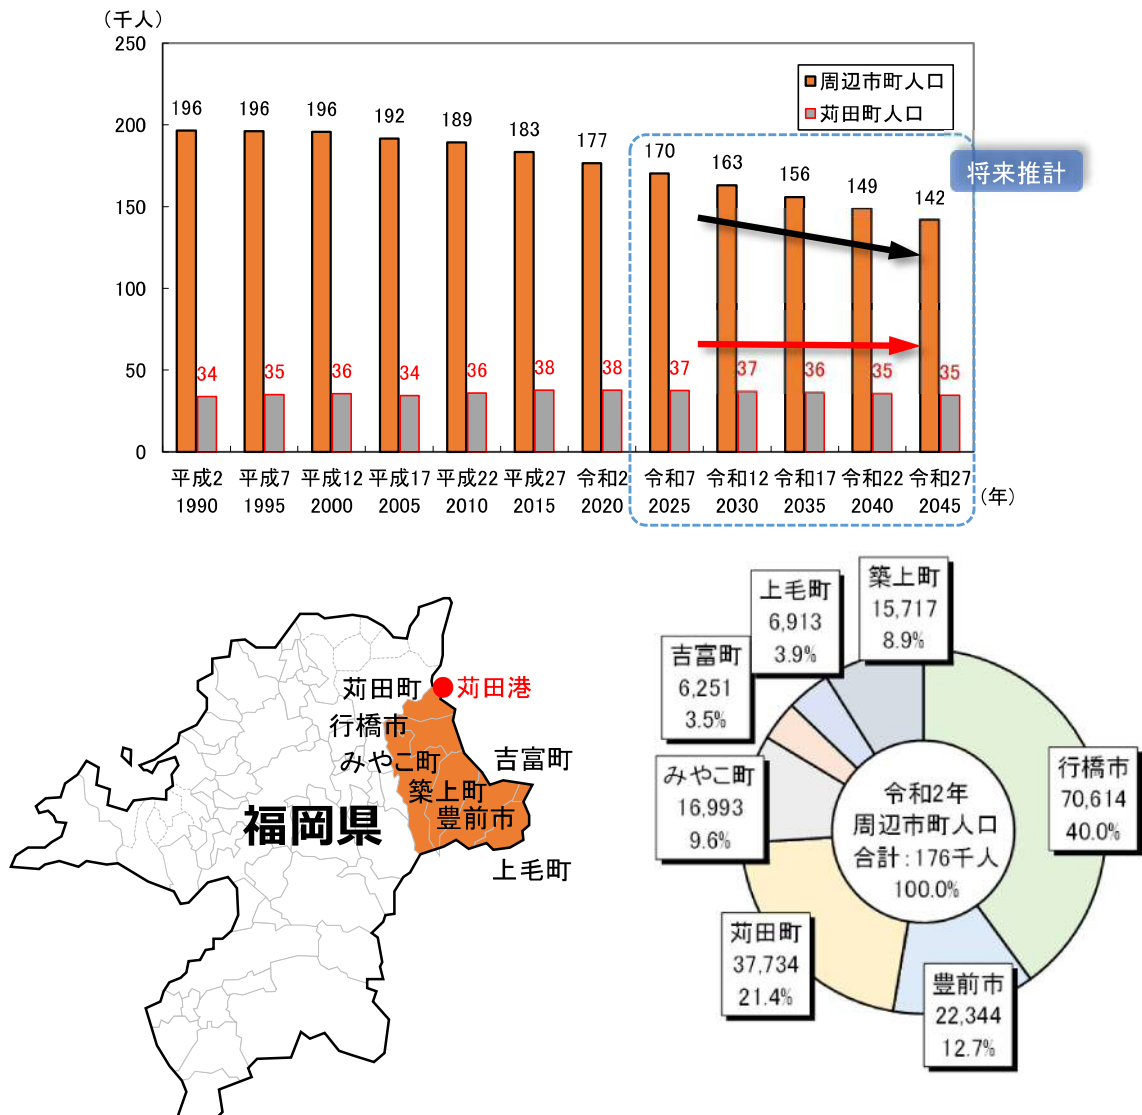 (千人)
250
200
150
100
50
0
周辺市町人口
苅田町人口
将来推計
196 196 196 192 189 183 177 170 163 156 149 142
34 35 36 34 36 38 38 37 37 36 35 35
平成2 平成7 平成12 平成17 平成22 平成27 令和2 令和7 令和12 令和17 令和22 令和27
1990 1995 2000 2005 2010 2015 2020 2025 2030 2035 2040 2045
(年)
苅田町
苅田港
行橋市
みやこ町
吉富町
築上町
豊前市
福岡県
上毛町
築上町
15,717
8.9%
上毛町
6,913
3.9%
吉富町
6,251
3.5%
みやこ町
16,993
9.6%
行橋市
70,614
40.0%
令和2年
周辺市町人口
合計:176千人
100.0%
苅田町
37,734
21.4%
豊前市
22,344
12.7%